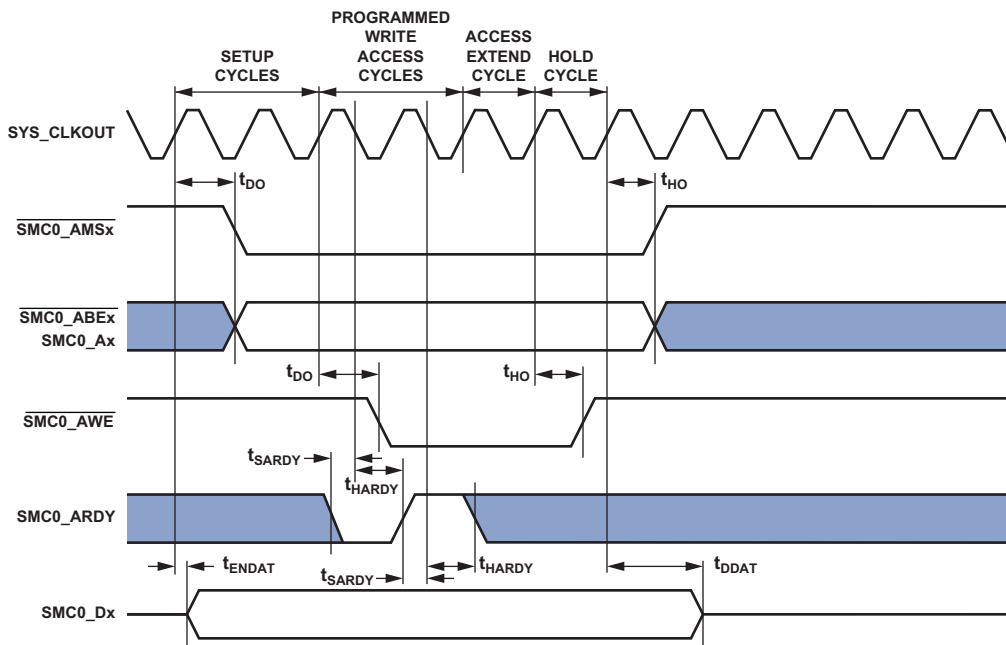 PROGRAMMED
WRITE
ACCESS
CYCLES
SETUP
CYCLES
ACCESS
EXTEND
CYCLE
HOLD
CYCLE
SYS_CLKOUT
tDO
tHO
SMC0_AMSx
SMC0_ABEx
SMC0_Ax
tDO
tHO
SMC0_AWE
tSARDY
tHARDY
SMC0_ARDY
tENDAT
tSARDY
tHARDY
tDDAT
SMC0_Dx